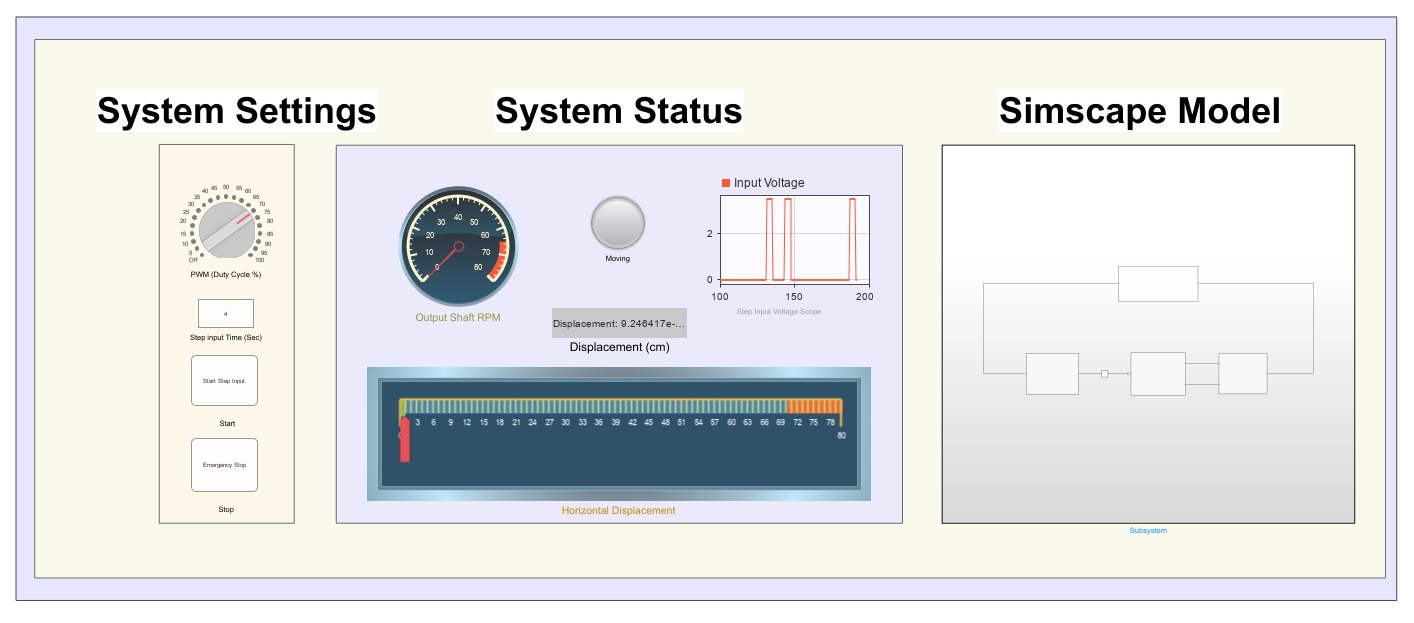 System Settings
System Status
Simscape Model
Off 5 10 15 20 25 30 35 40 45 50 55 60 65 70 75 80 85 90 95 100
PWM (Duty Cycle %)
4
Step input Time (Sec)
Start Step Input
Start
Emergency Stop
Stop
0 10 20 30 40 50 60 70 80
Output Shaft RPM
Moving
Input Voltage
2
0
100 150 200
Step Input Voltage Scope
Displacement: 9.246417e-...
Displacement (cm)
0 3 6 9 12 15 18 21 24 27 30 33 36 39 42 45 48 51 54 57 60 63 66 69 72 75 78
80
Horizontal Displacement
Subsystem